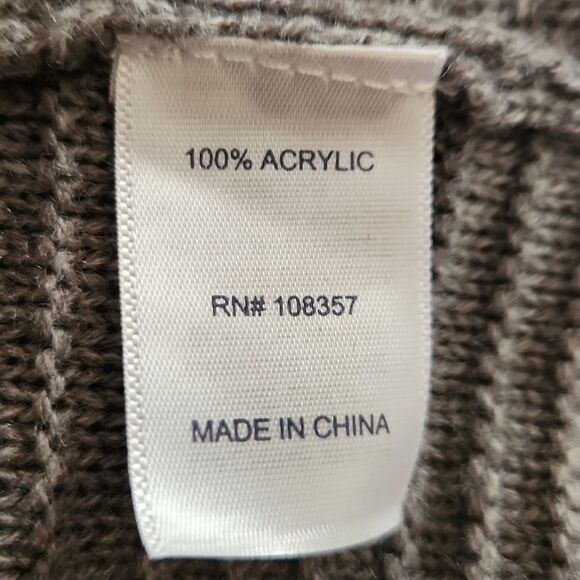 100% ACRYLIC
RN# 108357
MADE IN CHINA